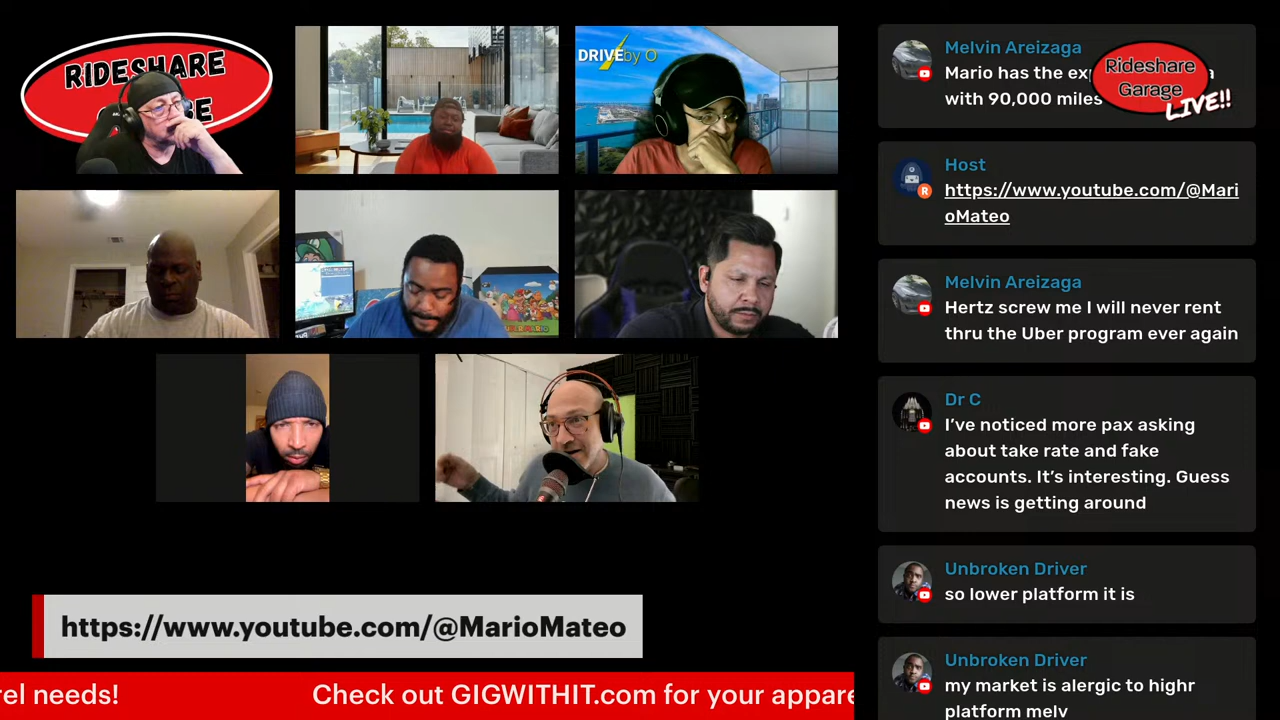 RIDESHARE
DRIVE by O
SUPER MARIO
https://www.youtube.com/@MarioMateo
rel needs!
Check out GIGWITHIT.com for your appare
Melvin Areizaga
Mario has the
with 90,000 miles
Rideshare
Garage
LIVE!!
Host
https://www.youtube.com/@Mari
oMateo
Melvin Areizaga
Hertz screw me I will never rent
thru the Uber program ever again
Dr C
I've noticed more pax asking
about take rate and fake
accounts. It's interesting. Guess
news is getting around
Unbroken Driver
so lower platform it is
Unbroken Driver
my market is alergic to highr
platform melv